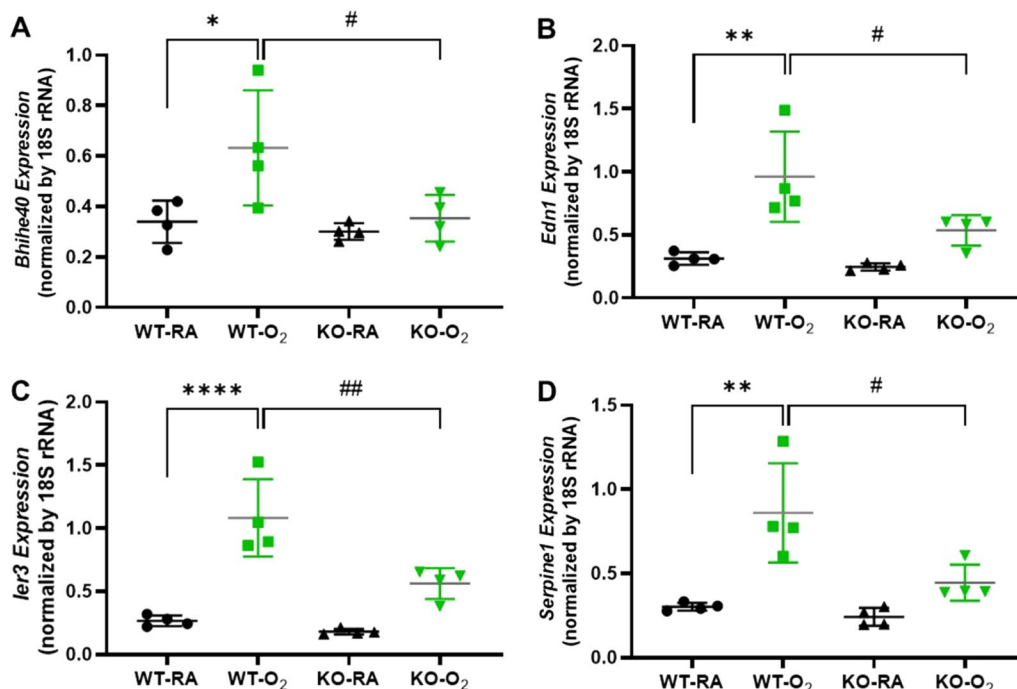 A
* #
Bhihe40 Expression
(normalized by 18S rRNA)
1.0
0.8
0.6
0.4
0.2
0.0
WT-RA WT-O₂ KO-RA KO-O₂
B
** #
Edn1 Expression
(normalized by 18S rRNA)
2.0
1.5
1.0
0.5
0.0
WT-RA WT-O₂ KO-RA KO-O₂
C
**** ##
Ier3 Expression
(normalized by 18S rRNA)
2.0
1.5
1.0
0.5
0.0
WT-RA WT-O₂ KO-RA KO-O₂
D
** #
Serpine1 Expression
(normalized by 18S rRNA)
1.5
1.0
0.5
0.0
WT-RA WT-O₂ KO-RA KO-O₂